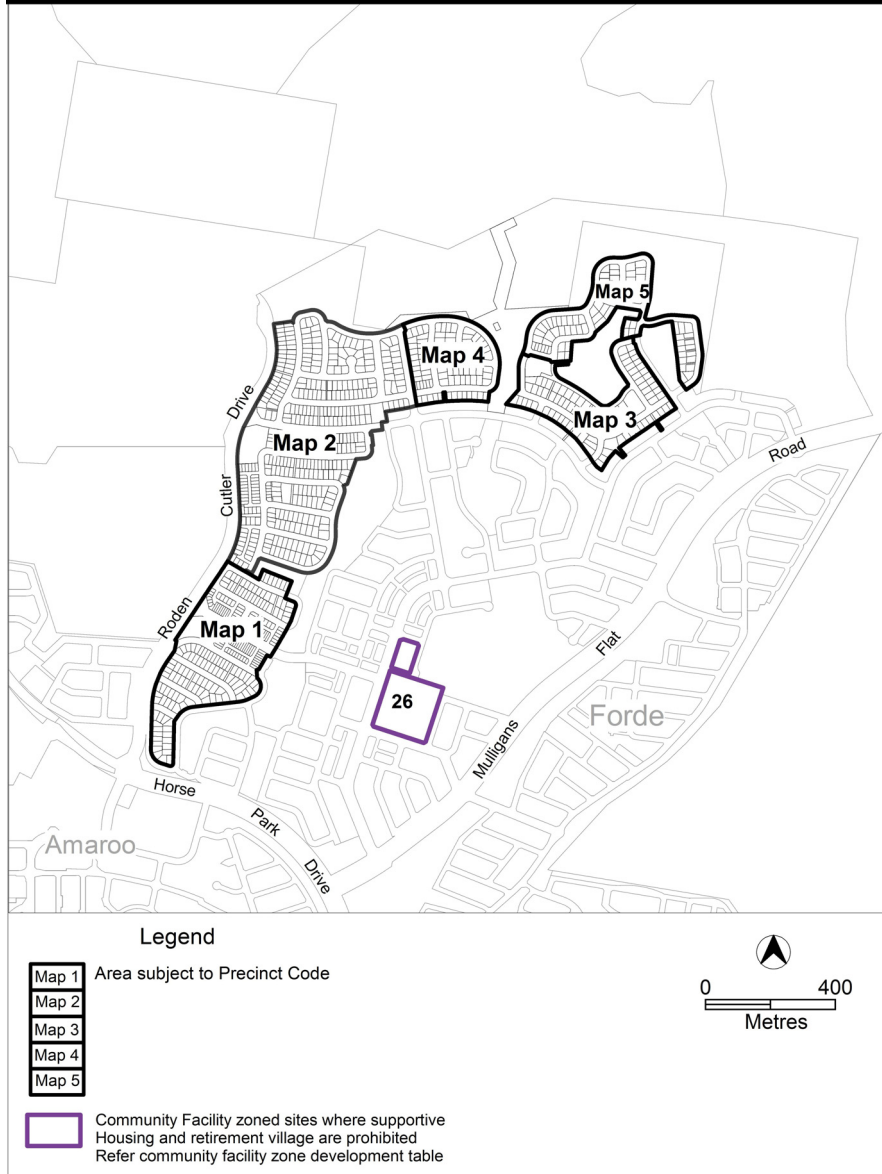 Map 5
Map 4
Drive
Map 3
Map 2
Road
Cutler
Roden
Map 1
Flat
26
Forde
Mulligans
Horse
Park
Amaroo
Drive
Legend
Map 1
Area subject to Precinct Code
Map 2
Map 3
Map 4
Map 5
0 400
Metres
Community Facility zoned sites where supportive
Housing and retirement village are prohibited
Refer community facility zone development table